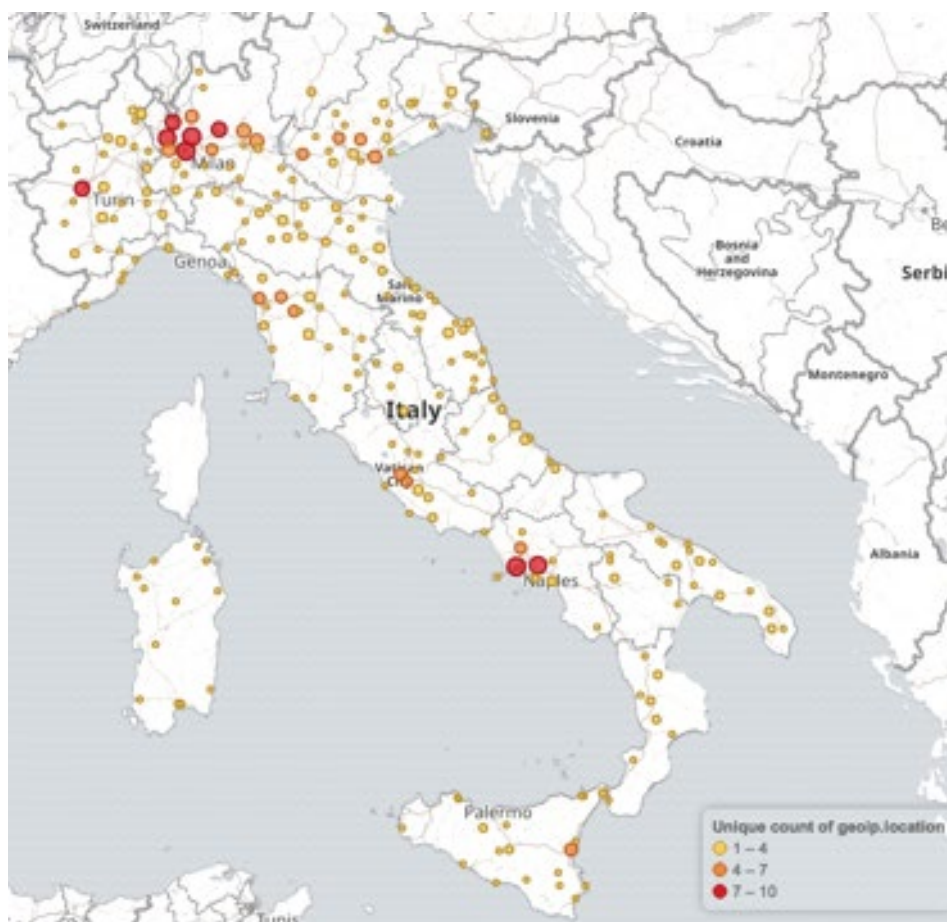 Switzerland
Slovenia
Croatia
Milan
Turin
Bosnia
and
Herzegovina
Genoa
San
Marino
Montenegro
Italy
Vatican
City
Albania
Naples
Palermo
Unique count of geoip.location
1 – 4
4 – 7
7 – 10
Tunis